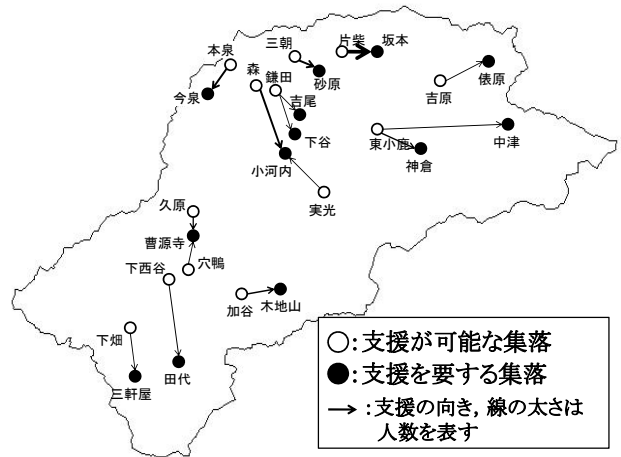 本泉
三朝
片柴
坂本
森
鎌田
砂原
俵原
今泉
吉尾
吉原
下谷
東小鹿
中津
小河内
神倉
久原
実光
曹源寺
下西谷
穴鴨
加谷
木地山
下畑
三軒屋
田代
○:支援が可能な集落
●:支援を要する集落
→:支援の向き,線の太さは
人数を表す